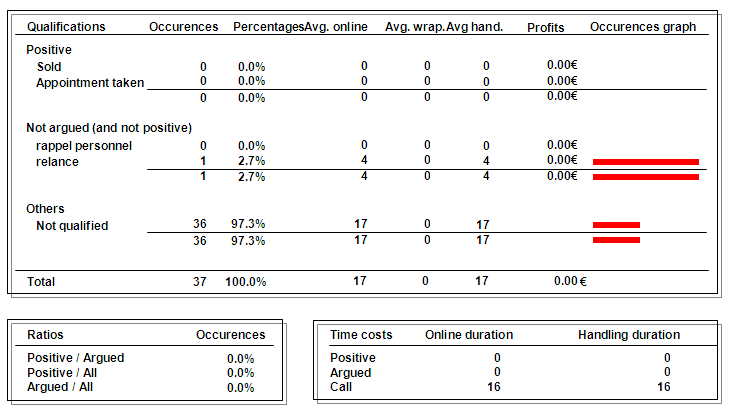 Qualifications Occurences PercentagesAvg. online Avg. wrap.Avg hand. Profits Occurences graph
Positive
Sold 0 0.0% 0 0 0 0.00€
Appointment taken 0 0.0% 0 0 0 0.00€
0 0.0% 0 0 0 0.00€
Not argued (and not positive)
rappel personnel 0 0.0% 0 0 0 0.00€
relance 1 2.7% 4 0 4 0.00€
1 2.7% 4 0 4 0.00€
Others
Not qualified 36 97.3% 17 0 17
36 97.3% 17 0 17
Total 37 100.0% 17 0 17 0.00 €
Ratios Occurences
Positive / Argued 0.0%
Positive / All 0.0%
Argued / All 0.0%
Time costs Online duration Handling duration
Positive 0 0
Argued 0 0
Call 16 16